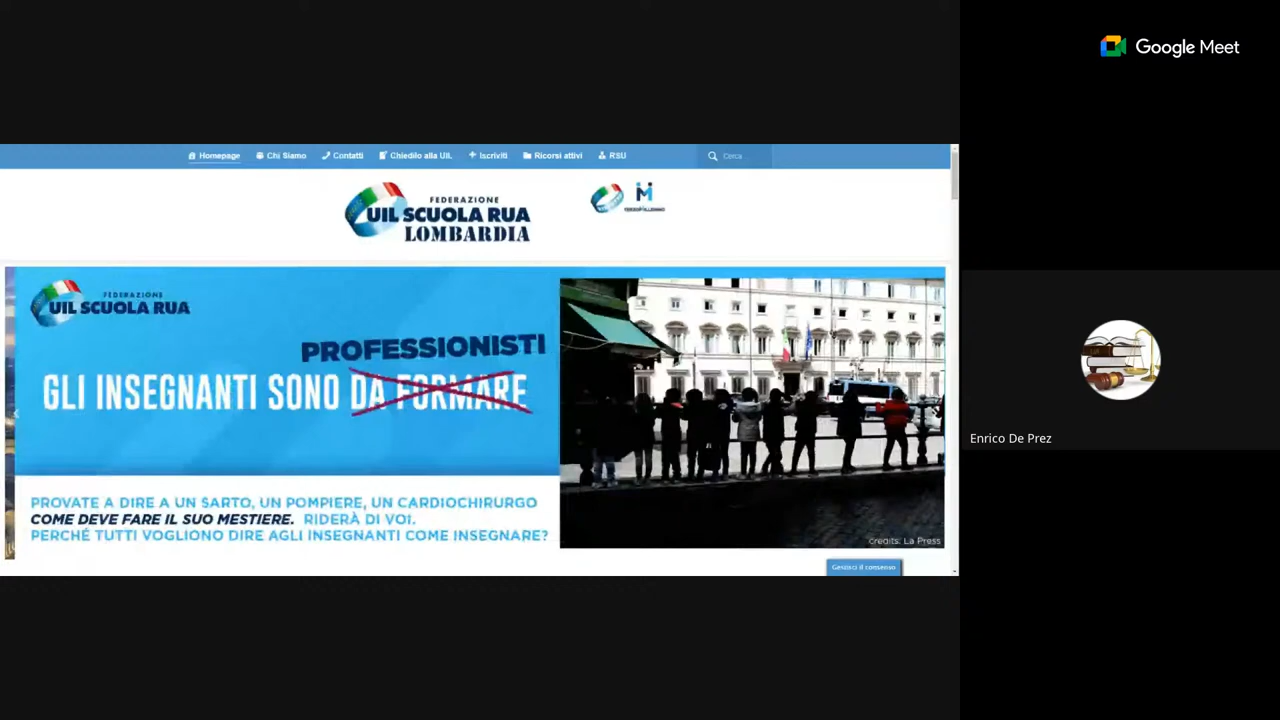 Google Meet
Homepage Chi Siamo Contatti Chiedilo alla UIL Iscriviti Ricorsi attivi RSU Cerca
FEDERAZIONE
UIL SCUOLA RUA
LOMBARDIA
FEDERAZIONE
UIL SCUOLA RUA
PROFESSIONISTI
GLI INSEGNANTI SONO DA FORMARE
PROVATE A DIRE A UN SARTO, UN POMPIERE, UN CARDIOCHIRURGO
COME DEVE FARE IL SUO MESTIERE. RIDERÀ DI VOI.
PERCHÉ TUTTI VOGLIONO DIRE AGLI INSEGNANTI COME INSEGNARE?
credits: La Press
Gestisci il consenso
Enrico De Prez